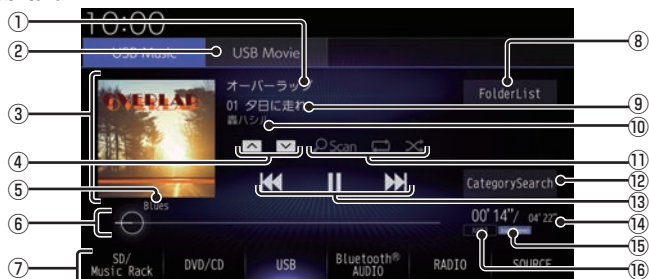 10:00
①
②
USB Music
USB Movie
⑧
③
OVERLAP
オーバーラップ
FolderList
01 夕日に走れ
⑨
轟ハシル
⑩
④
Scan
⑪
⑤
CategorySearch
⑫
Blues
⑬
⑥
00'14"/ 04'22"
⑭
⑮
⑦
SD/
Music Rack
DVD/CD
USB
Bluetooth®
AUDIO
RADIO
SOURCE
⑯